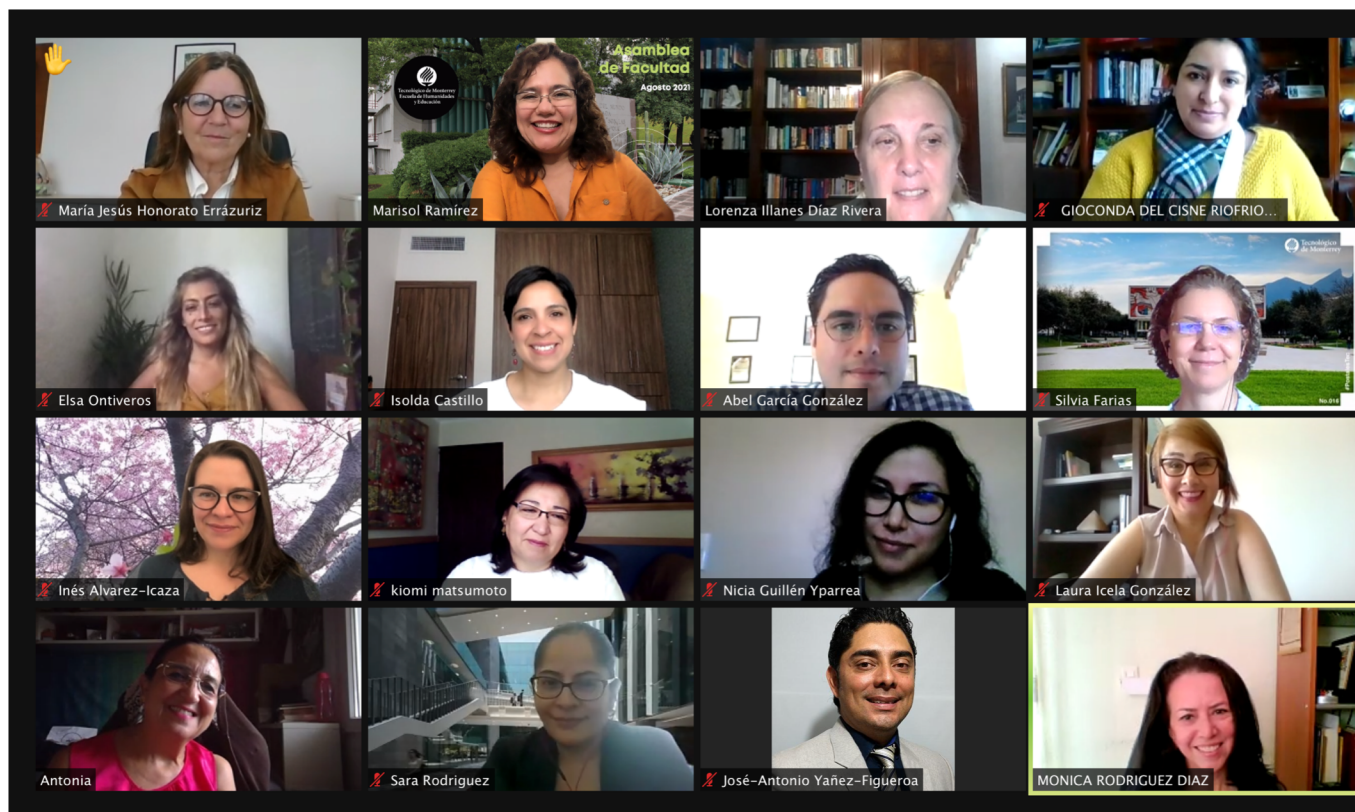 Asamblea
de Facultad
Agosto 2021
Tecnológico de Monterrey
Escuela de Humanidades
y Educación
María Jesús Honorato Errázuriz
Marisol Ramírez
Lorenza Illanes Díaz Rivera
GIOCONDA DEL CISNE RIOFRIO...
Tecnológico
de Monterrey
Elsa Ontiveros
Isolda Castillo
Abel García González
Silvia Farias
No.016
Inés Alvarez-Icaza
kiomi matsumoto
Nicia Guillén Yparrea
Laura Icela González
Antonia
Sara Rodriguez
José-Antonio Yañez-Figueroa
MONICA RODRIGUEZ DIAZ